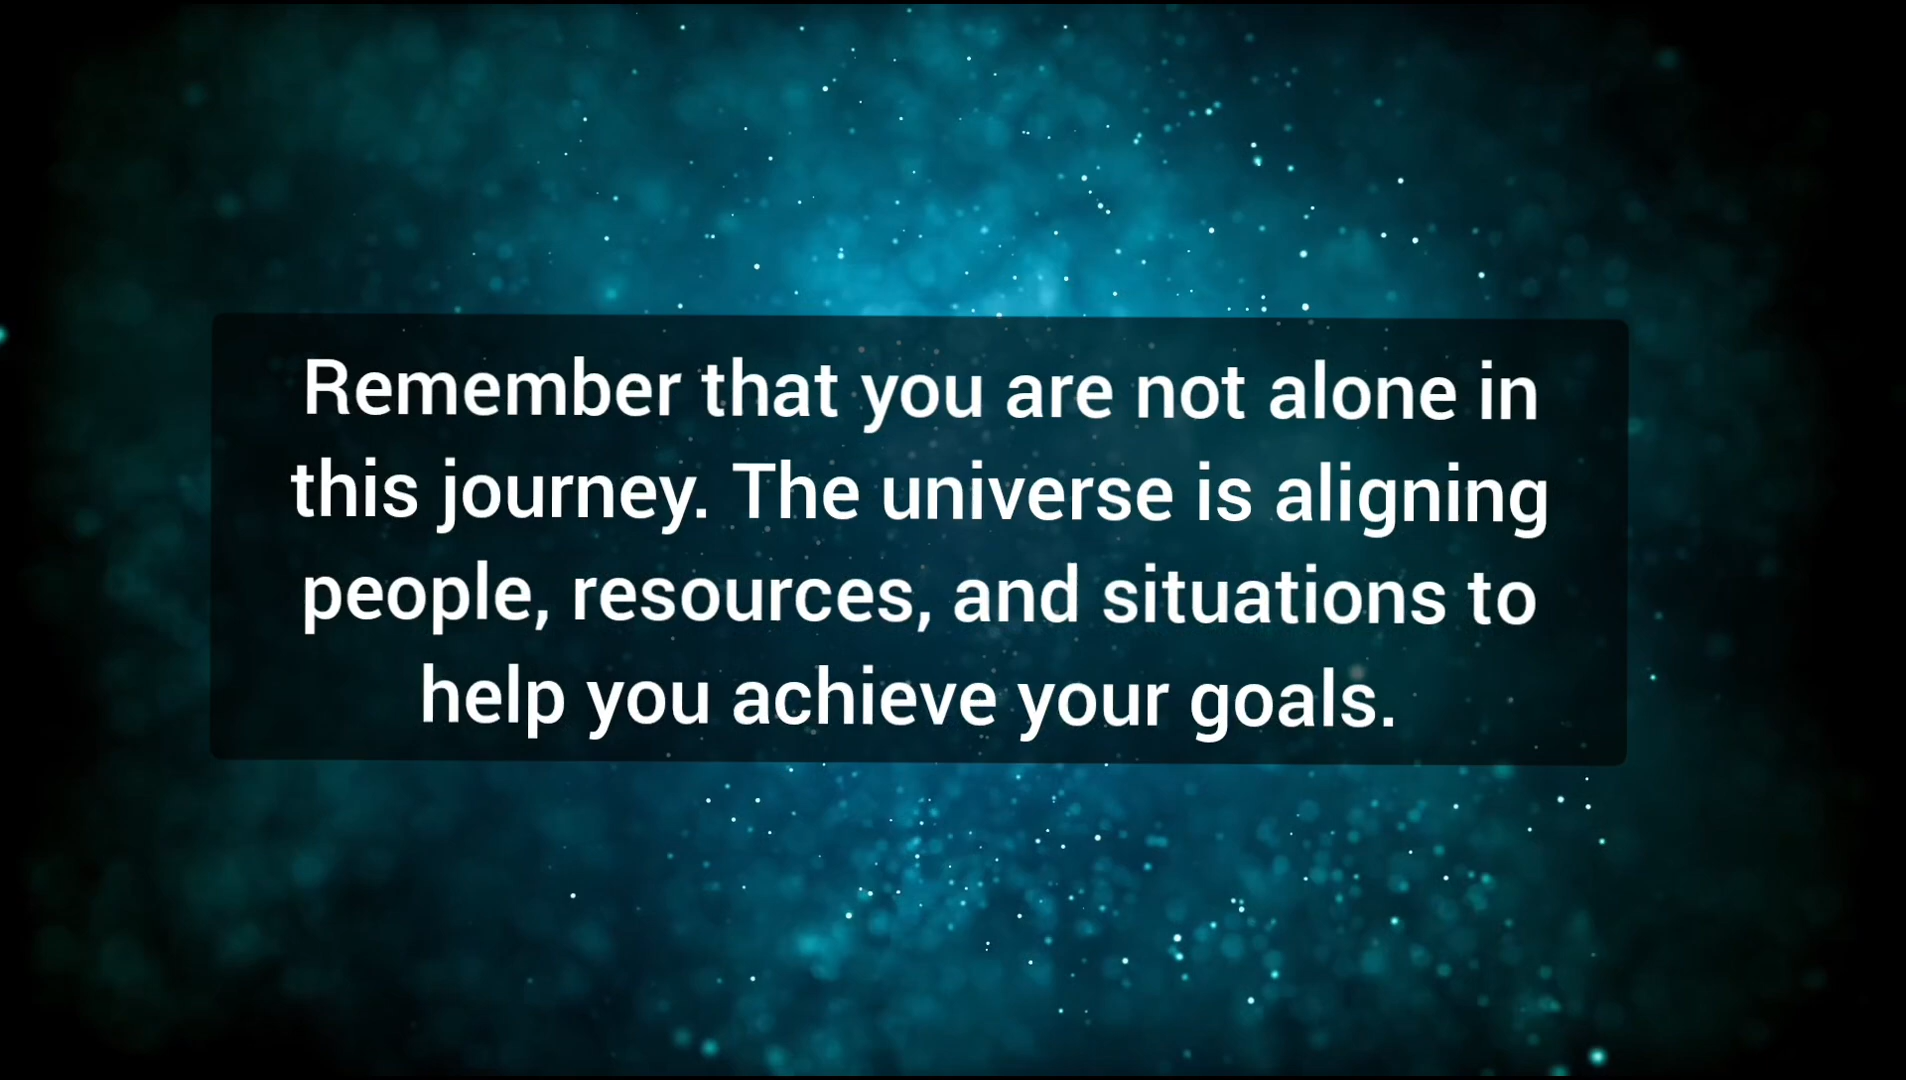 Remember that you are not alone in
this journey. The universe is aligning
people, resources, and situations to
help you achieve your goals.